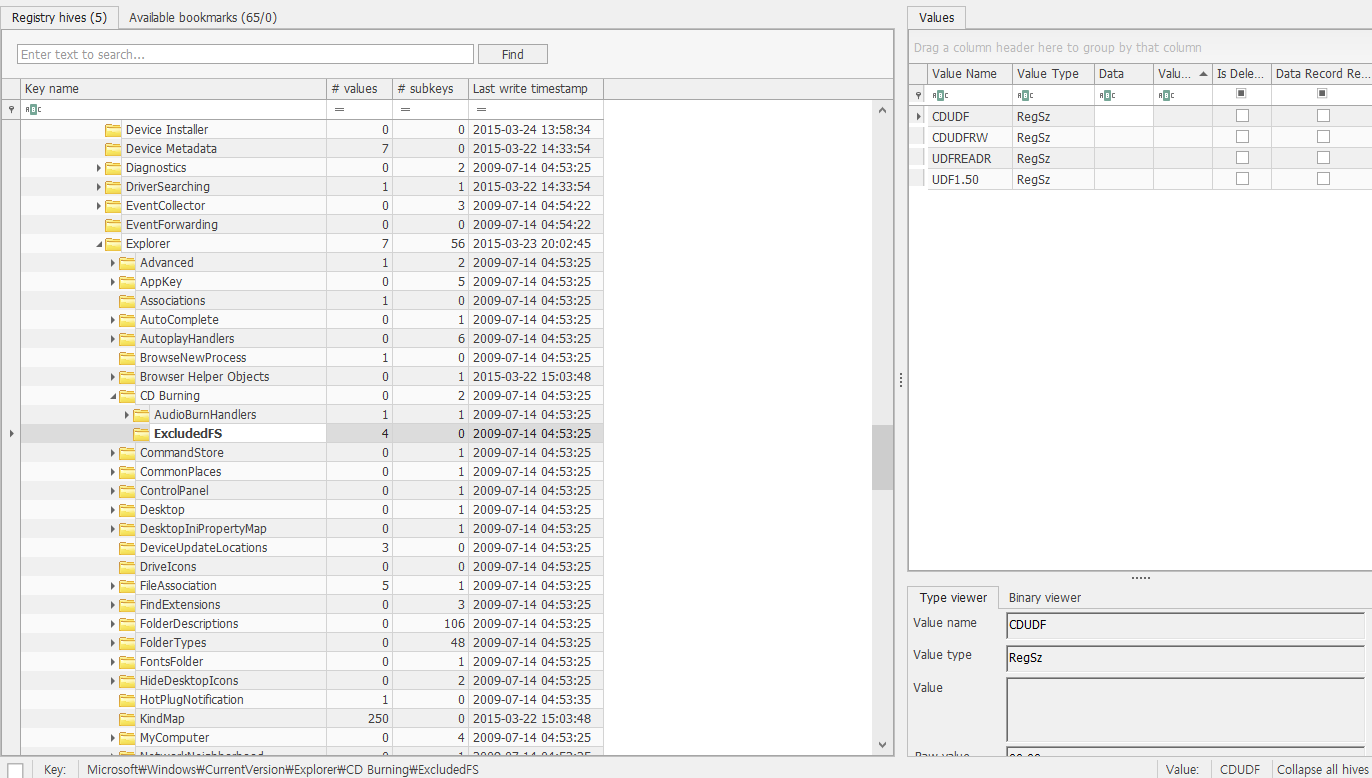 Registry hives (5) Available bookmarks (65/0)
Enter text to search... Find
Key name # values # subkeys Last write timestamp
ABC = = =
Device Installer 0 0 2015-03-24 13:58:34
Device Metadata 7 0 2015-03-22 14:33:54
Diagnostics 0 2 2009-07-14 04:53:25
DriverSearching 1 1 2015-03-22 14:33:54
EventCollector 0 3 2009-07-14 04:54:22
EventForwarding 0 0 2009-07-14 04:54:22
Explorer 7 56 2015-03-23 20:02:45
Advanced 1 2 2009-07-14 04:53:25
AppKey 0 5 2009-07-14 04:53:25
Associations 1 0 2009-07-14 04:53:25
AutoComplete 0 1 2009-07-14 04:53:25
AutoplayHandlers 0 6 2009-07-14 04:53:25
BrowseNewProcess 1 0 2009-07-14 04:53:25
Browser Helper Objects 0 1 2015-03-22 15:03:48
CD Burning 0 2 2009-07-14 04:53:25
AudioBurnHandlers 1 1 2009-07-14 04:53:25
ExcludedFS 4 0 2009-07-14 04:53:25
CommandStore 0 1 2009-07-14 04:53:25
CommonPlaces 0 1 2009-07-14 04:53:25
ControlPanel 0 1 2009-07-14 04:53:25
Desktop 0 1 2009-07-14 04:53:25
DesktopIniPropertyMap 0 1 2009-07-14 04:53:25
DeviceUpdateLocations 3 0 2009-07-14 04:53:25
DriveIcons 0 0 2009-07-14 04:53:25
FileAssociation 5 1 2009-07-14 04:53:25
FindExtensions 0 3 2009-07-14 04:53:25
FolderDescriptions 0 106 2009-07-14 04:53:25
FolderTypes 0 48 2009-07-14 04:53:25
FontsFolder 0 1 2009-07-14 04:53:25
HideDesktopIcons 0 2 2009-07-14 04:53:25
HotPlugNotification 1 0 2009-07-14 04:53:35
KindMap 250 0 2015-03-22 15:03:48
MyComputer 0 4 2009-07-14 04:53:25
NetworkNeighborhood 0 1 2009-07-14 04:53:25
Key: Microsoft₩Windows₩CurrentVersion₩Explorer₩CD Burning₩ExcludedFS
Values
Drag a column header here to group by that column
Value Name Value Type Data Valu... Is Dele... Data Record Re...
ABC ABC ABC ABC
CDUDF RegSz
CDUDFRW RegSz
UDFREADR RegSz
UDF1.50 RegSz
Type viewer Binary viewer
Value name CDUDF
Value type RegSz
Value
Raw value 00-00
Value: CDUDF Collapse all hives